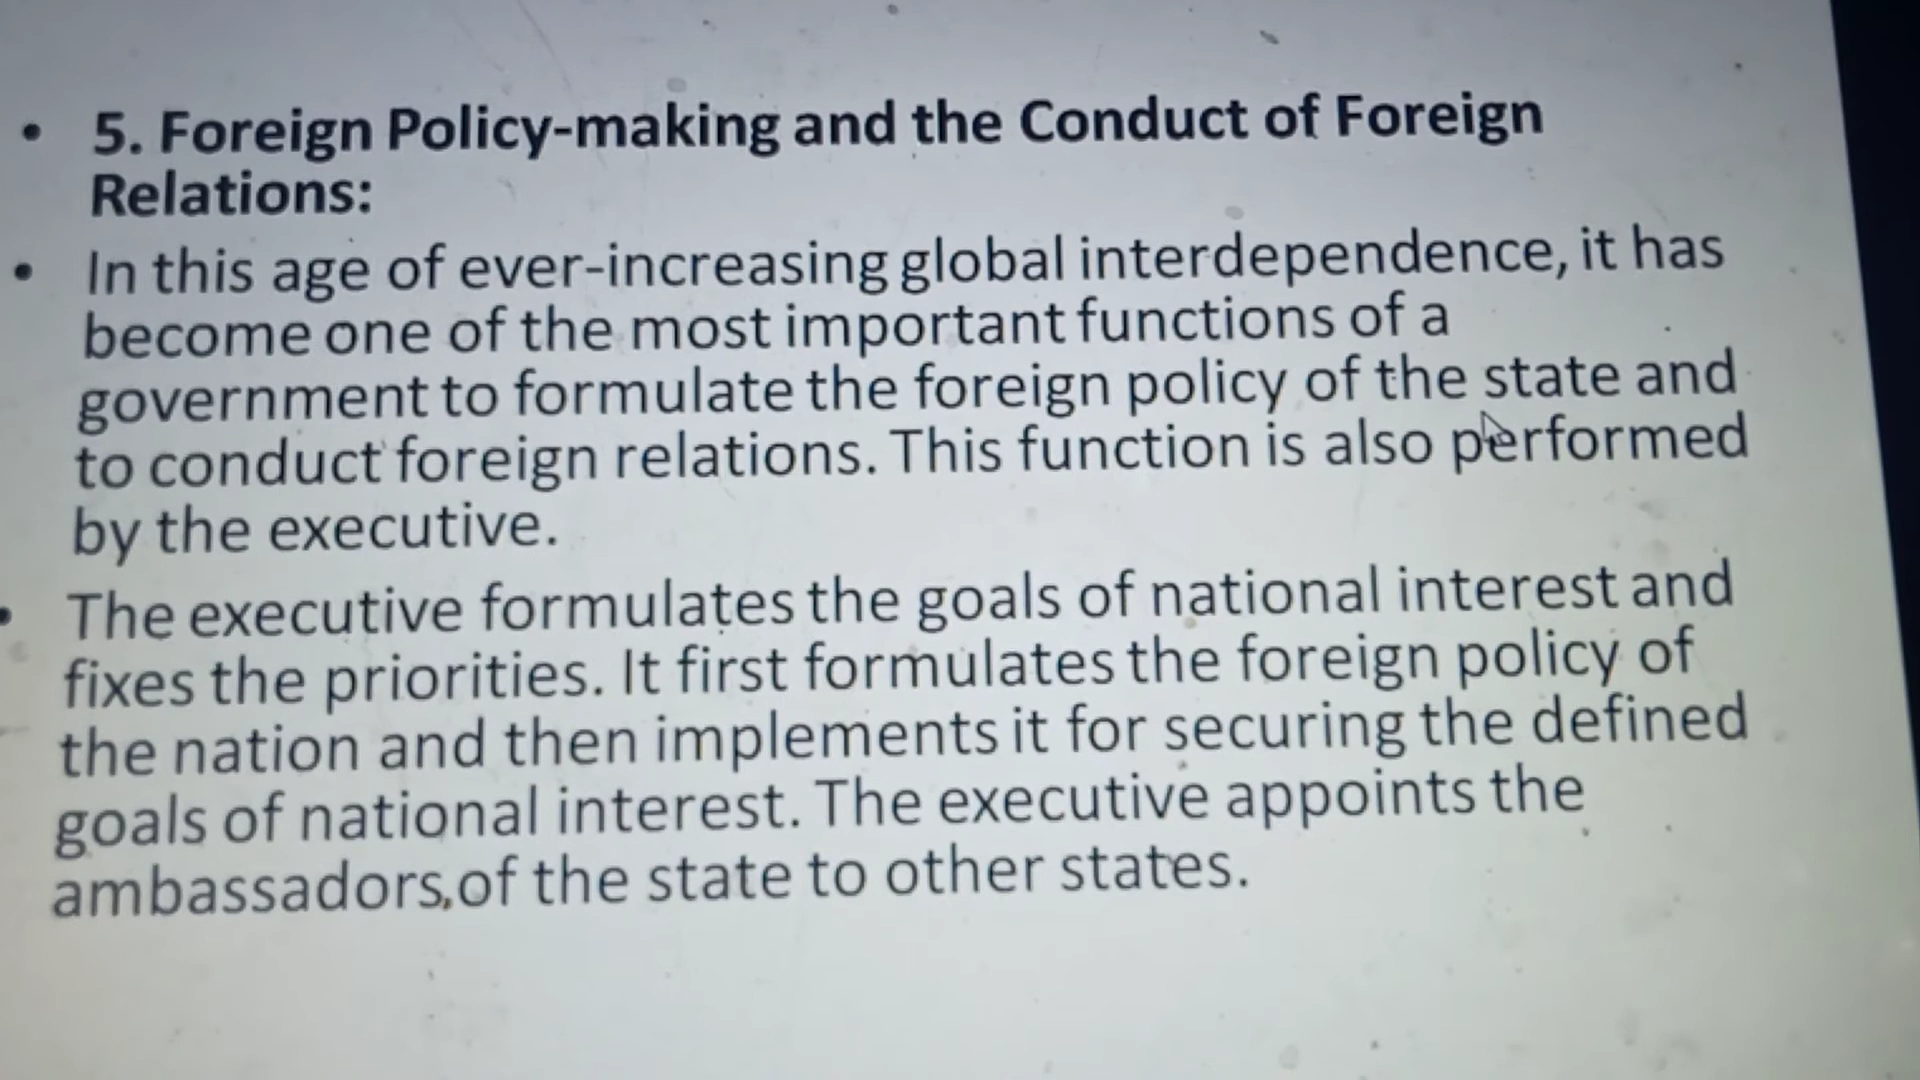 • 5. Foreign Policy-making and the Conduct of Foreign
Relations:
• In this age of ever-increasing global interdependence, it has
become one of the most important functions of a
government to formulate the foreign policy of the state and
to conduct foreign relations. This function is also performed
by the executive.
• The executive formulates the goals of national interest and
fixes the priorities. It first formulates the foreign policy of
the nation and then implements it for securing the defined
goals of national interest. The executive appoints the
ambassadors of the state to other states.